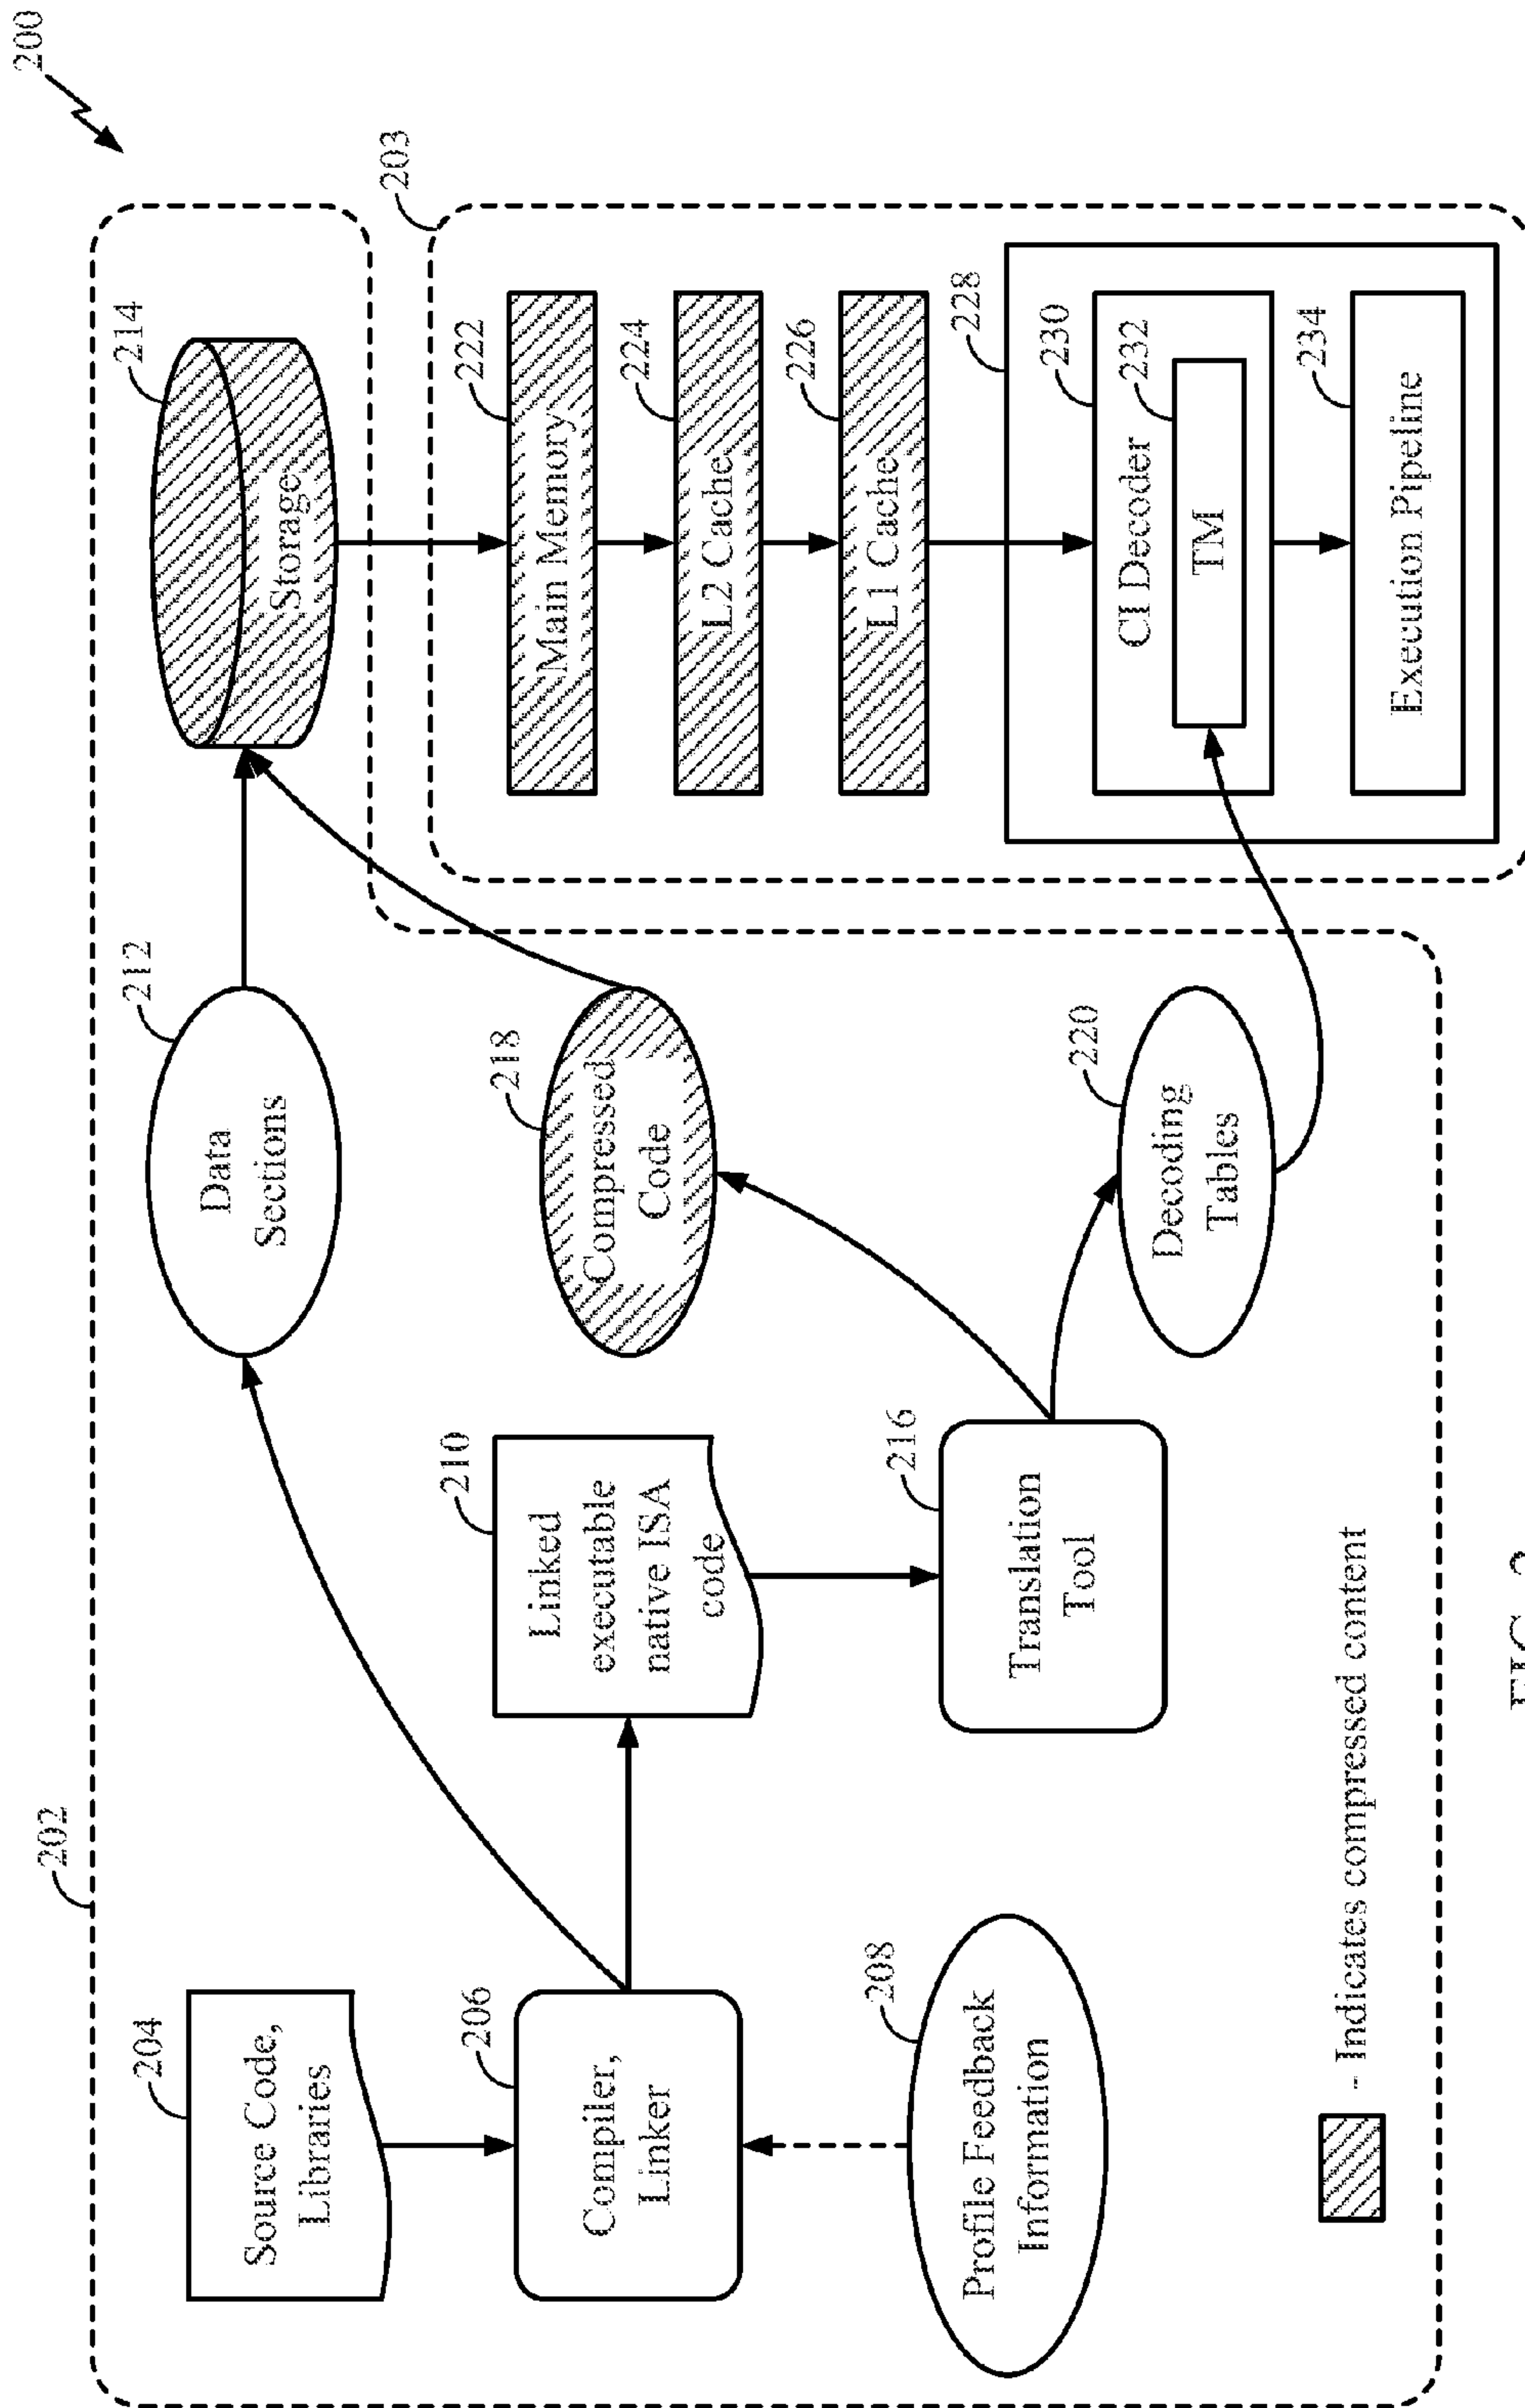 200
202
204
Source Code,
Libraries
206
Compiler,
Linker
208
Profile Feedback
Information
210
Linked
executable
native ISA
code
212
Data
Sections
214
Storage
216
Translation
Tool
218
Compressed
Code
220
Decoding
Tables
203
222
Main Memory
224
L2 Cache
226
L1 Cache
228
230
CI Decoder
232
TM
234
Execution Pipeline
- Indicates compressed content